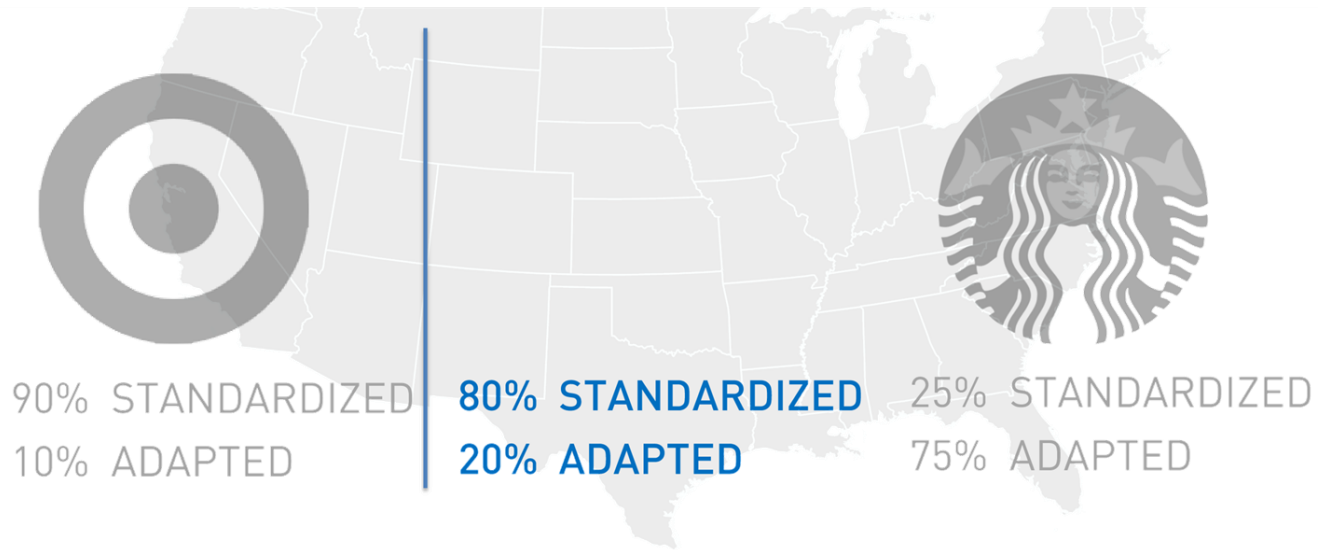 90% STANDARDIZED
10% ADAPTED
80% STANDARDIZED
20% ADAPTED
25% STANDARDIZED
75% ADAPTED